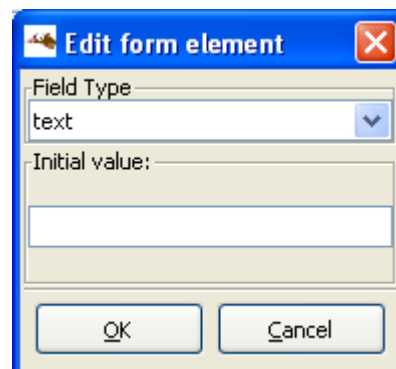 Edit form element
Field Type
text
Initial value:
OK
Cancel